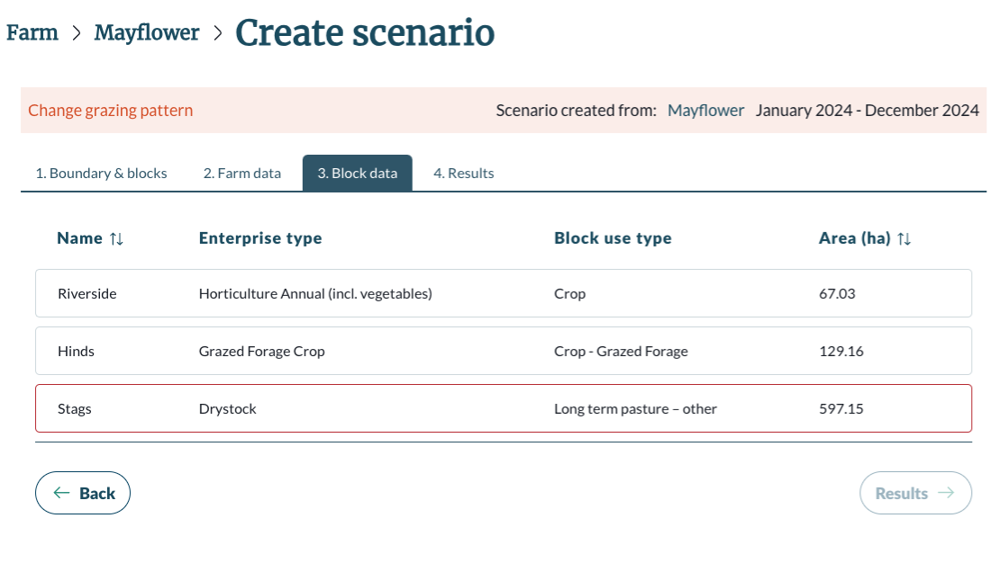 Farm > Mayflower > Create scenario
Change grazing pattern Scenario created from: Mayflower January 2024 - December 2024
1. Boundary & blocks 2. Farm data 3. Block data 4. Results
Name ↑↓ Enterprise type Block use type Area (ha) ↑↓
Riverside Horticulture Annual (incl. vegetables) Crop 67.03
Hinds Grazed Forage Crop Crop - Grazed Forage 129.16
Stags Drystock Long term pasture – other 597.15
← Back Results →